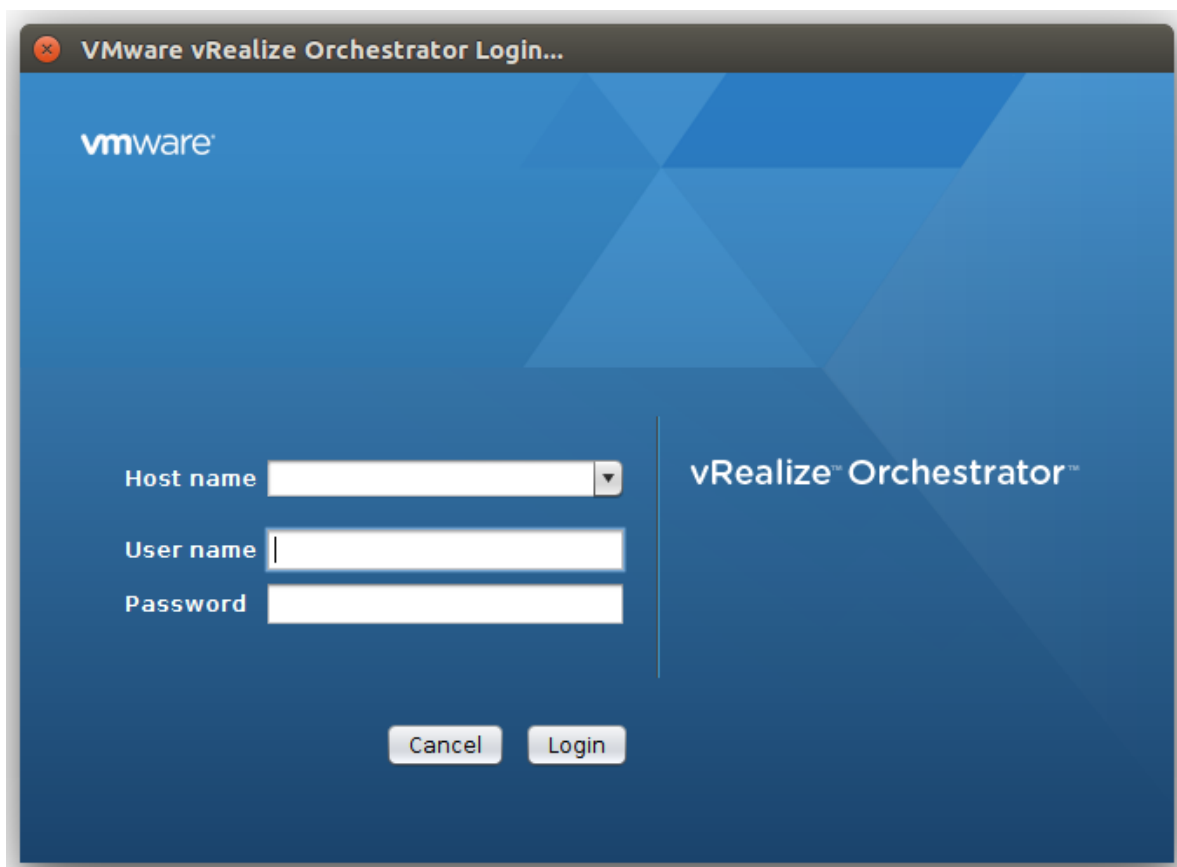 VMware vRealize Orchestrator Login...
vmware
Host name
vRealize™ Orchestrator™
User name
Password
Cancel Login